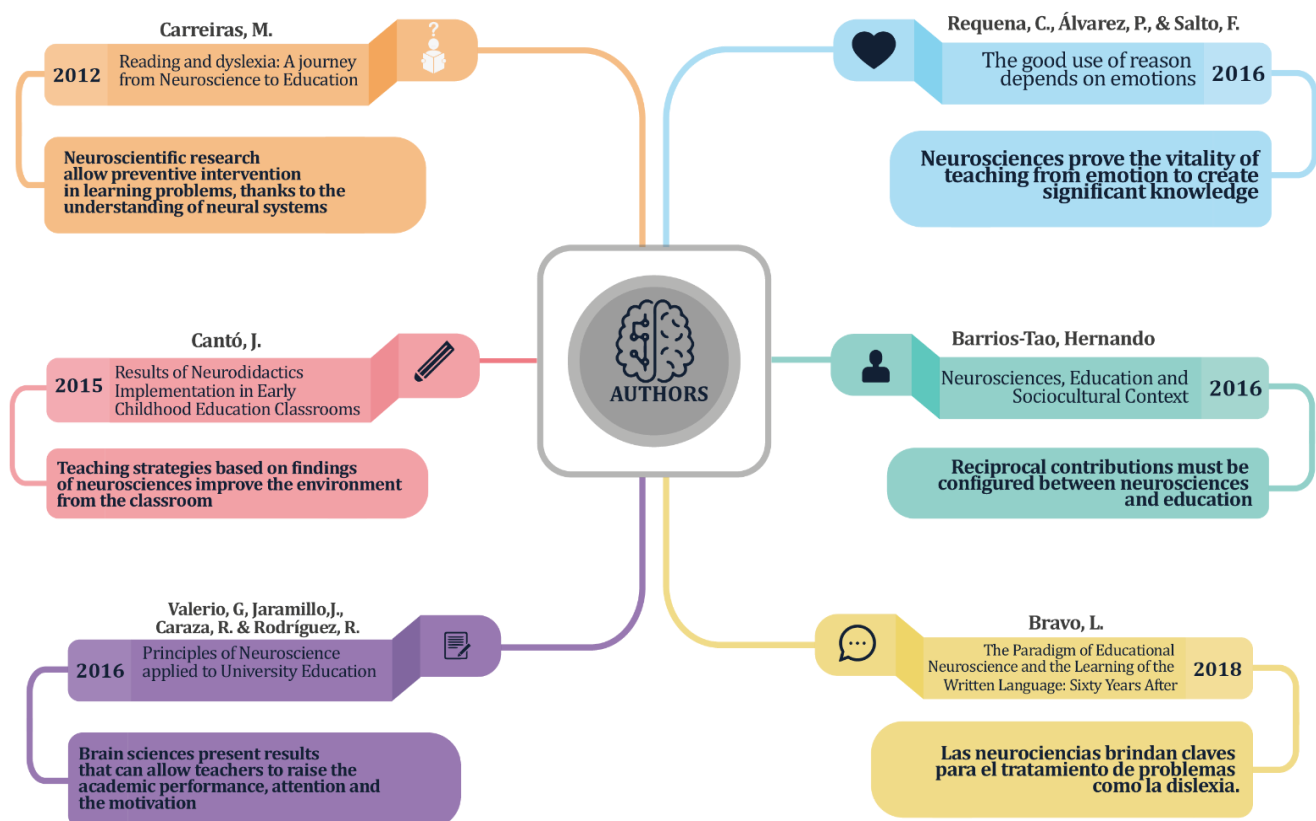 Carreiras, M.
2012
Reading and dyslexia: A journey
from Neuroscience to Education
?
Neuroscientific research
allow preventive intervention
in learning problems, thanks to the
understanding of neural systems
Requena, C., Álvarez, P., & Salto, F.
The good use of reason
depends on emotions
2016
Neurosciences prove the vitality of
teaching from emotion to create
significant knowledge
Cantó, J.
2015
Results of Neurodidactics
Implementation in Early
Childhood Education Classrooms
Teaching strategies based on findings
of neurosciences improve the environment
from the classroom
AUTHORS
Barrios-Tao, Hernando
Neurosciences, Education and
Sociocultural Context
2016
Reciprocal contributions must be
configured between neurosciences
and education
Valerio, G, Jaramillo,J.,
Caraza, R. & Rodríguez, R.
2016
Principles of Neuroscience
applied to University Education
Brain sciences present results
that can allow teachers to raise the
academic performance, attention and
the motivation
Bravo, L.
The Paradigm of Educational
Neuroscience and the Learning of the
Written Language: Sixty Years After
2018
Las neurociencias brindan claves
para el tratamiento de problemas
como la dislexia.